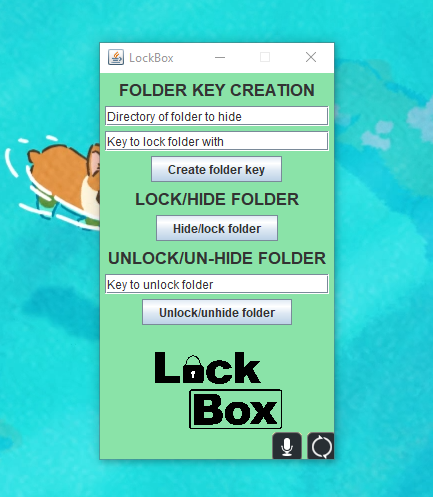 LockBox
FOLDER KEY CREATION
Directory of folder to hide
Key to lock folder with
Create folder key
LOCK/HIDE FOLDER
Hide/lock folder
UNLOCK/UN-HIDE FOLDER
Key to unlock folder
Unlock/unhide folder
Lock
Box